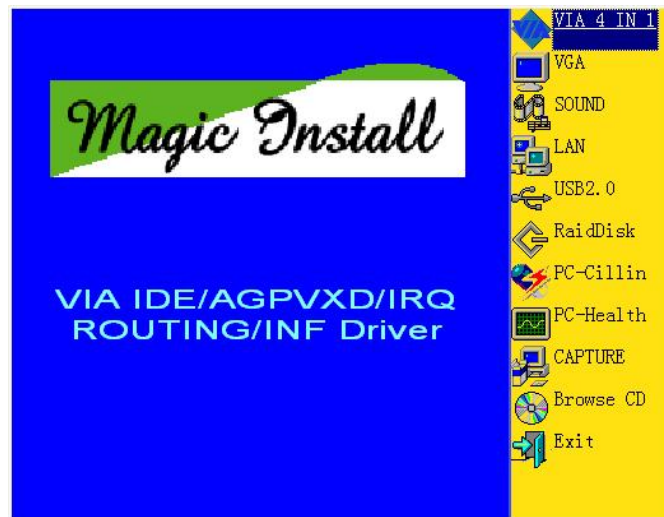 Magic Install
VIA IDE/AGPVXD/IRQ
ROUTING/INF Driver
VIA 4 IN 1
VGA
SOUND
LAN
USB2.0
RaidDisk
PC-Cillin
PC-Health
CAPTURE
Browse CD
Exit